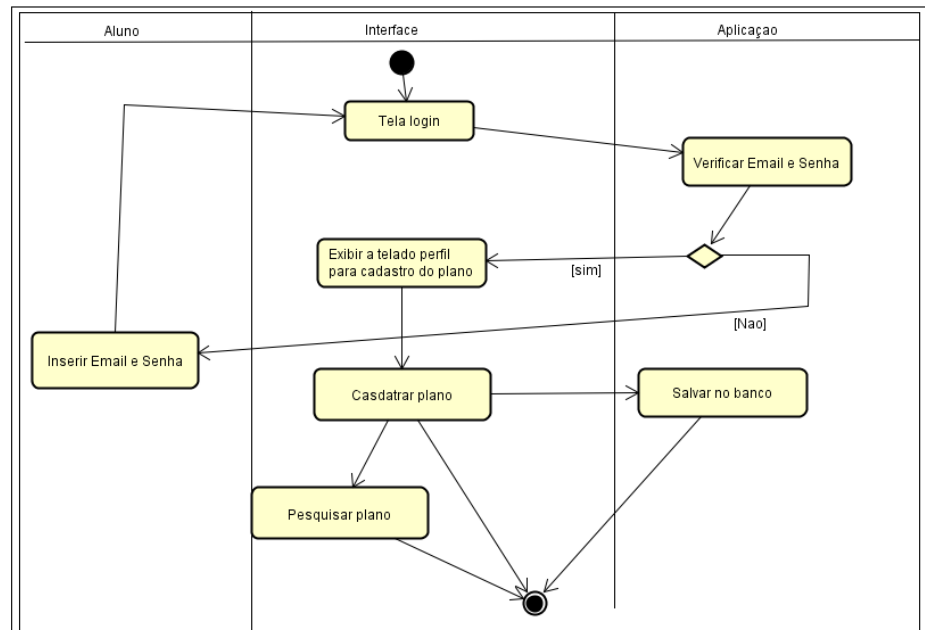 Aluno
Interface
Aplicaçao
Tela login
Verificar Email e Senha
Exibir a telado perfil
para cadastro do plano
[sim]
[Nao]
Inserir Email e Senha
Casdatrar plano
Salvar no banco
Pesquisar plano